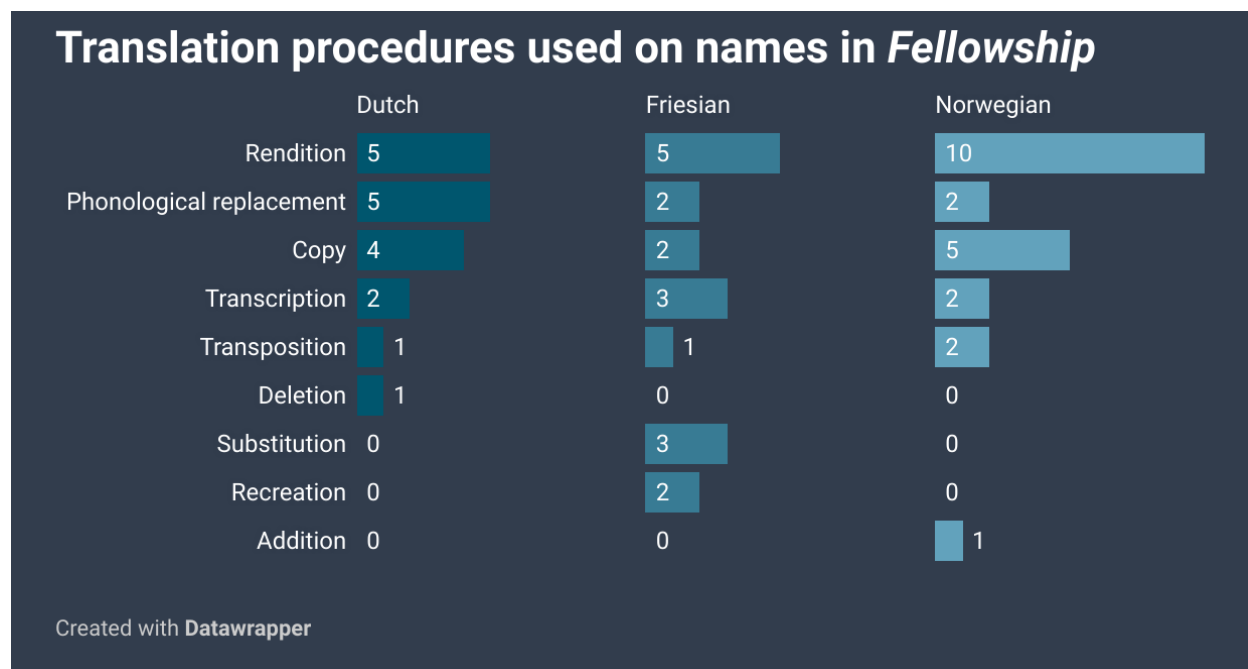 Translation procedures used on names in Fellowship
Dutch Friesian Norwegian
Rendition 5 5 10
Phonological replacement 5 2 2
Copy 4 2 5
Transcription 2 3 2
Transposition 1 1 2
Deletion 1 0 0
Substitution 0 3 0
Recreation 0 2 0
Addition 0 0 1
Created with Datawrapper